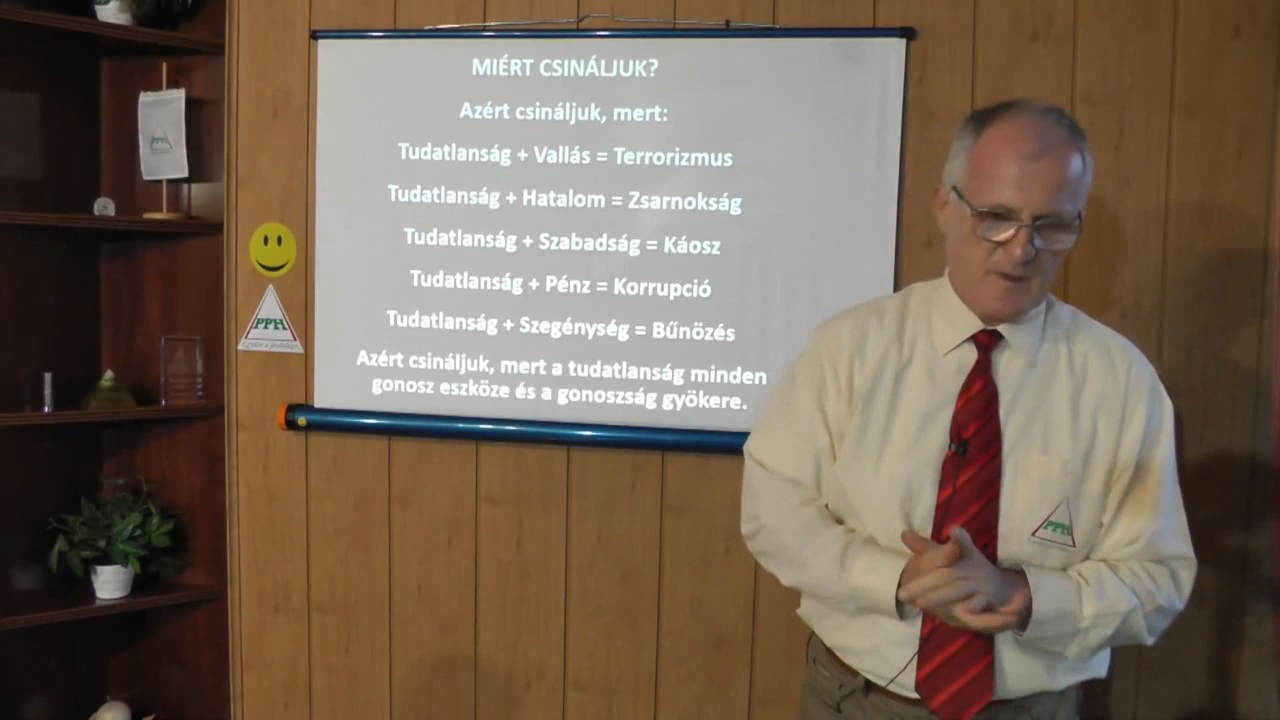 MIÉRT CSINÁLJUK?
Azért csináljuk, mert:
Tudatlanság + Vallás = Terrorizmus
Tudatlanság + Hatalom = Zsarnokság
Tudatlanság + Szabadság = Káosz
Tudatlanság + Pénz = Korrupció
Tudatlanság + Szegénység = Bűnözés
Azért csináljuk, mert a tudatlanság minden
gonosz eszköze és a gonoszság gyökere.
PPH
PPH